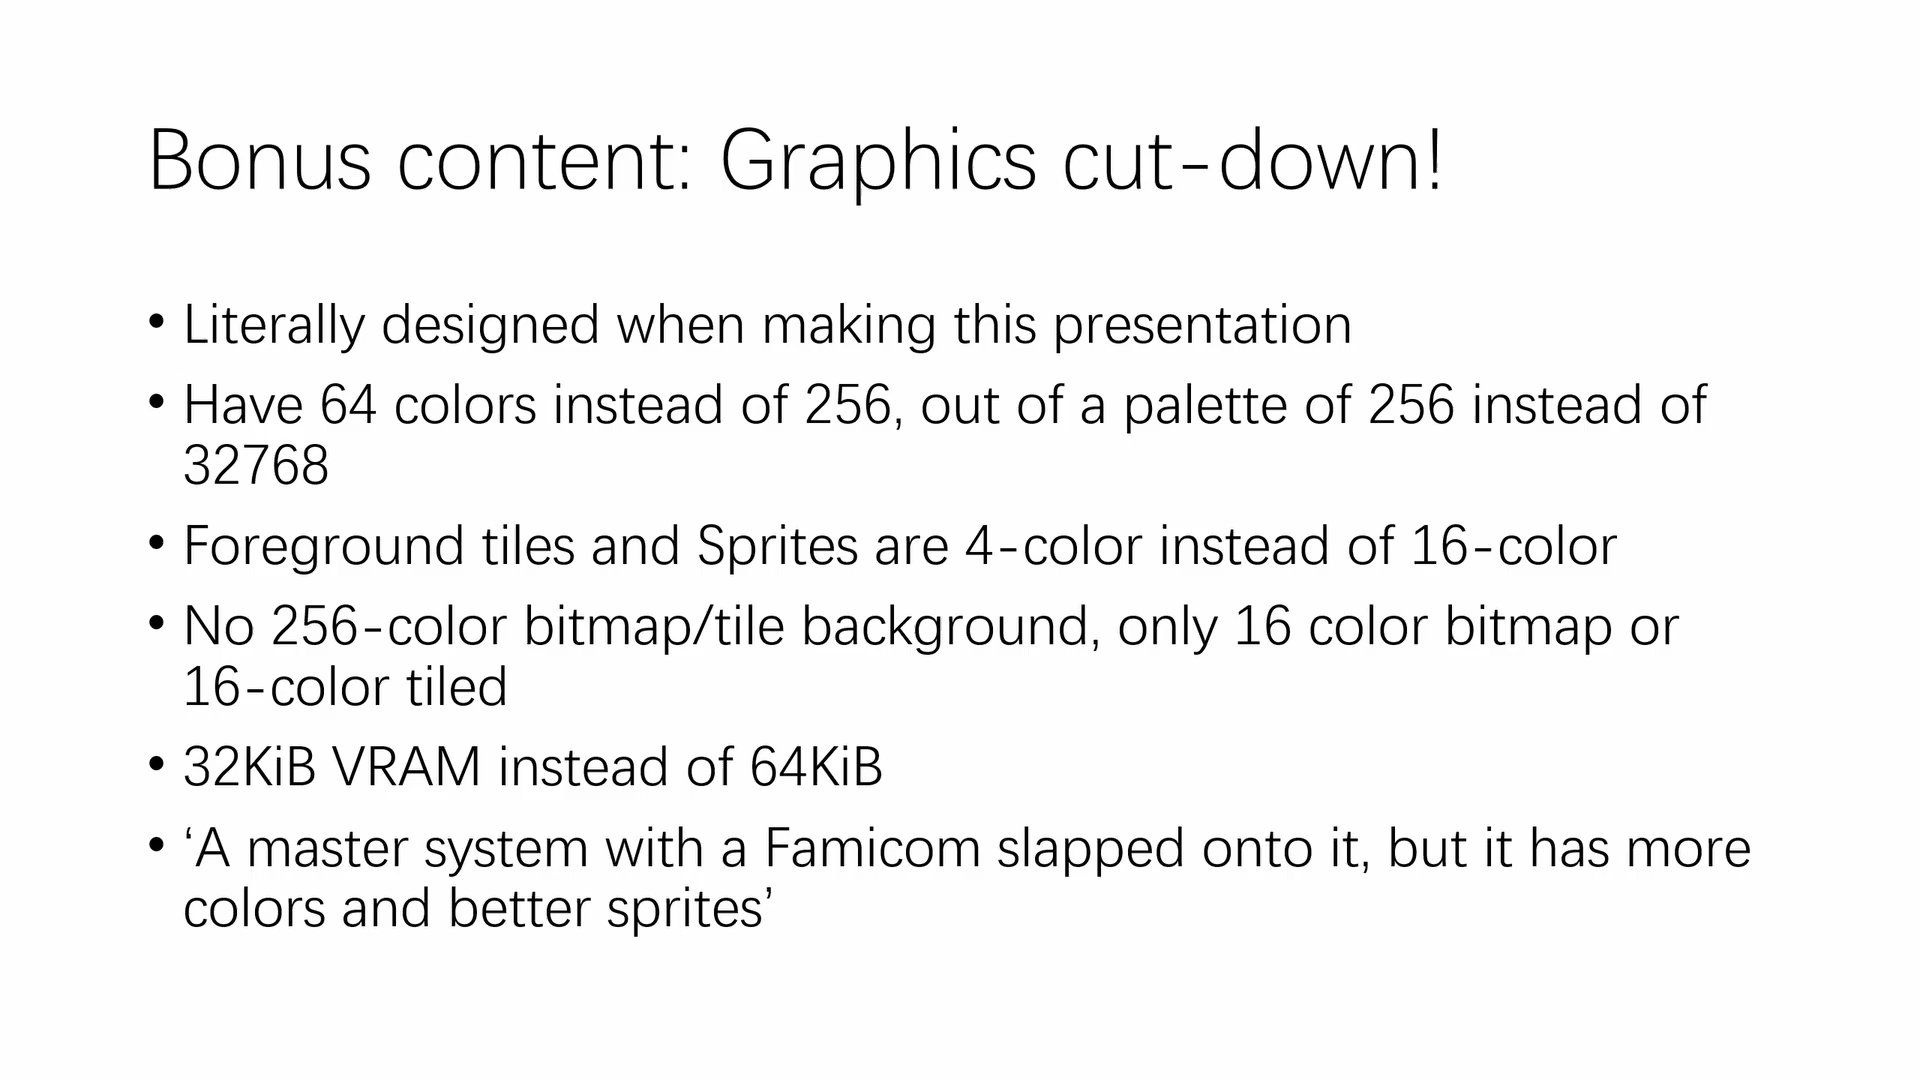 Bonus content: Graphics cut-down!
• Literally designed when making this presentation
• Have 64 colors instead of 256, out of a palette of 256 instead of
32768
• Foreground tiles and Sprites are 4-color instead of 16-color
• No 256-color bitmap/tile background, only 16 color bitmap or
16-color tiled
• 32KiB VRAM instead of 64KiB
• ‘A master system with a Famicom slapped onto it, but it has more
colors and better sprites’